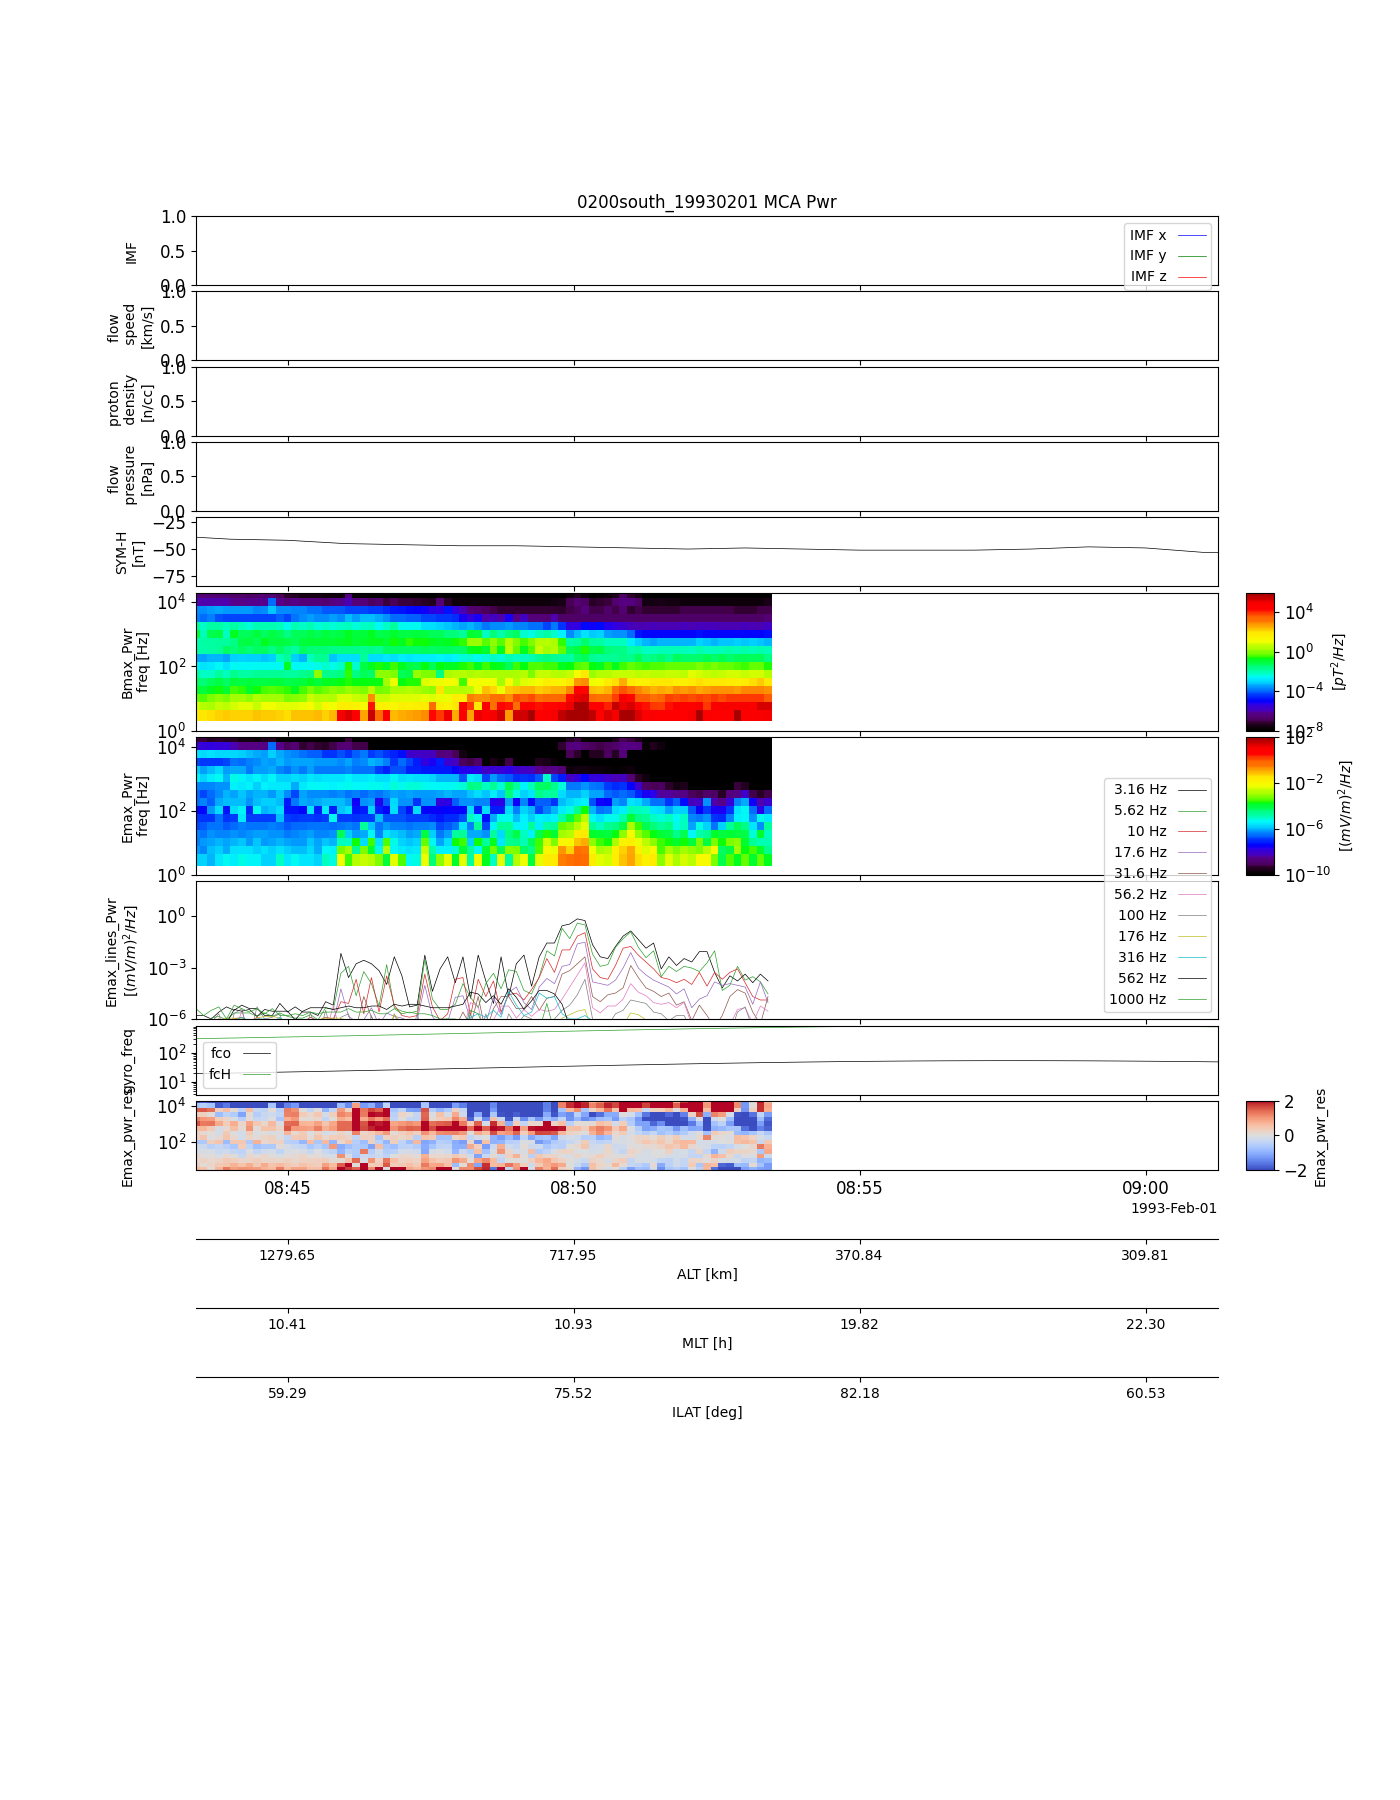 0200south_19930201 MCA Pwr
1.0
0.5
0.0
IMF
IMF x
IMF y
IMF z
1.0
0.5
0.0
flow
speed
[km/s]
1.0
0.5
0.0
proton
density
[n/cc]
1.0
0.5
0.0
flow
pressure
[nPa]
−25
−50
−75
SYM-H
[nT]
10^4
10^2
10^0
Bmax_Pwr
freq [Hz]
10^4
10^0
10^−4
10^−8
[pT^2/Hz]
10^4
10^2
10^0
Emax_Pwr
freq [Hz]
10^2
10^−2
10^−6
10^−10
[(mV/m)^2/Hz]
3.16 Hz
5.62 Hz
10 Hz
17.6 Hz
31.6 Hz
56.2 Hz
100 Hz
176 Hz
316 Hz
562 Hz
1000 Hz
10^0
10^−3
10^−6
Emax_lines_Pwr
[(mV/m)^2/Hz]
10^2
10^1
gyro_freq
fco
fcH
10^4
10^2
Emax_pwr_res
2
0
−2
Emax_pwr_res
08:45
08:50
08:55
09:00
1993-Feb-01
1279.65
717.95
370.84
309.81
ALT [km]
10.41
10.93
19.82
22.30
MLT [h]
59.29
75.52
82.18
60.53
ILAT [deg]